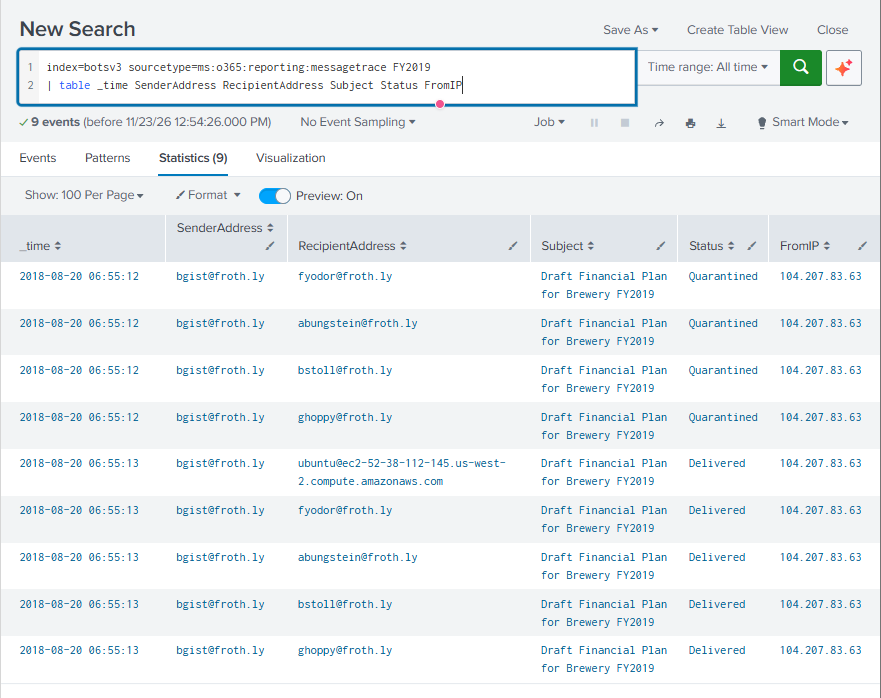 New Search
Save As Create Table View Close
1 index=botsv3 sourcetype=ms:o365:reporting:messagetrace FY2019
2 | table _time SenderAddress RecipientAddress Subject Status FromIP
Time range: All time
9 events (before 11/23/26 12:54:26.000 PM) No Event Sampling Job Smart Mode
Events Patterns Statistics (9) Visualization
Show: 100 Per Page Format Preview: On
_time SenderAddress RecipientAddress Subject Status FromIP
2018-08-20 06:55:12 bgist@froth.ly fyodor@froth.ly Draft Financial Plan Quarantined 104.207.83.63
for Brewery FY2019
2018-08-20 06:55:12 bgist@froth.ly abungstein@froth.ly Draft Financial Plan Quarantined 104.207.83.63
for Brewery FY2019
2018-08-20 06:55:12 bgist@froth.ly bstoll@froth.ly Draft Financial Plan Quarantined 104.207.83.63
for Brewery FY2019
2018-08-20 06:55:12 bgist@froth.ly ghoppy@froth.ly Draft Financial Plan Quarantined 104.207.83.63
for Brewery FY2019
2018-08-20 06:55:13 bgist@froth.ly ubuntu@ec2-52-38-112-145.us-west- Draft Financial Plan Delivered 104.207.83.63
2.compute.amazonaws.com for Brewery FY2019
2018-08-20 06:55:13 bgist@froth.ly fyodor@froth.ly Draft Financial Plan Delivered 104.207.83.63
for Brewery FY2019
2018-08-20 06:55:13 bgist@froth.ly abungstein@froth.ly Draft Financial Plan Delivered 104.207.83.63
for Brewery FY2019
2018-08-20 06:55:13 bgist@froth.ly bstoll@froth.ly Draft Financial Plan Delivered 104.207.83.63
for Brewery FY2019
2018-08-20 06:55:13 bgist@froth.ly ghoppy@froth.ly Draft Financial Plan Delivered 104.207.83.63
for Brewery FY2019